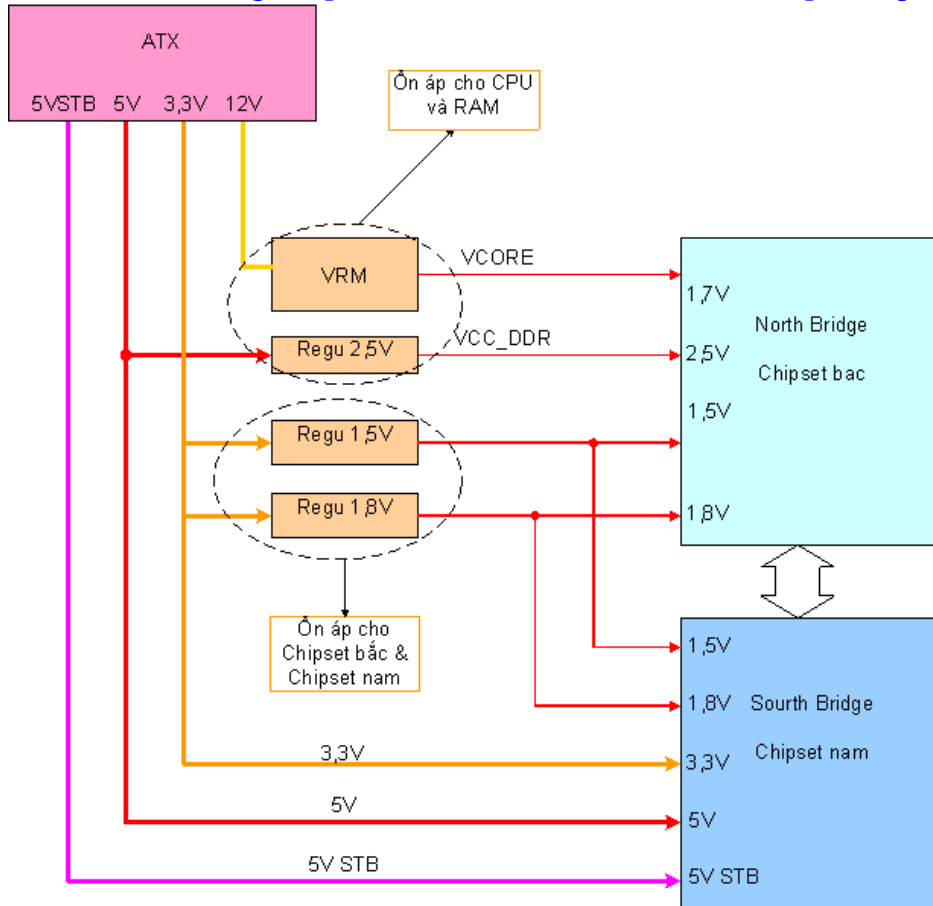 ATX
5VSTB 5V 3,3V 12V
Ổn áp cho CPU
và RAM
VRM
VCORE
1,7V
North Bridge
Regu 2,5V
VCC_DDR
2,5V
Chipset bac
1,5V
Regu 1,5V
Regu 1,8V
1,8V
Ổn áp cho
Chipset bắc &
Chipset nam
1,5V
1,8V
Sourth Bridge
3,3V
3,3V
Chipset nam
5V
5V
5V STB
5V STB